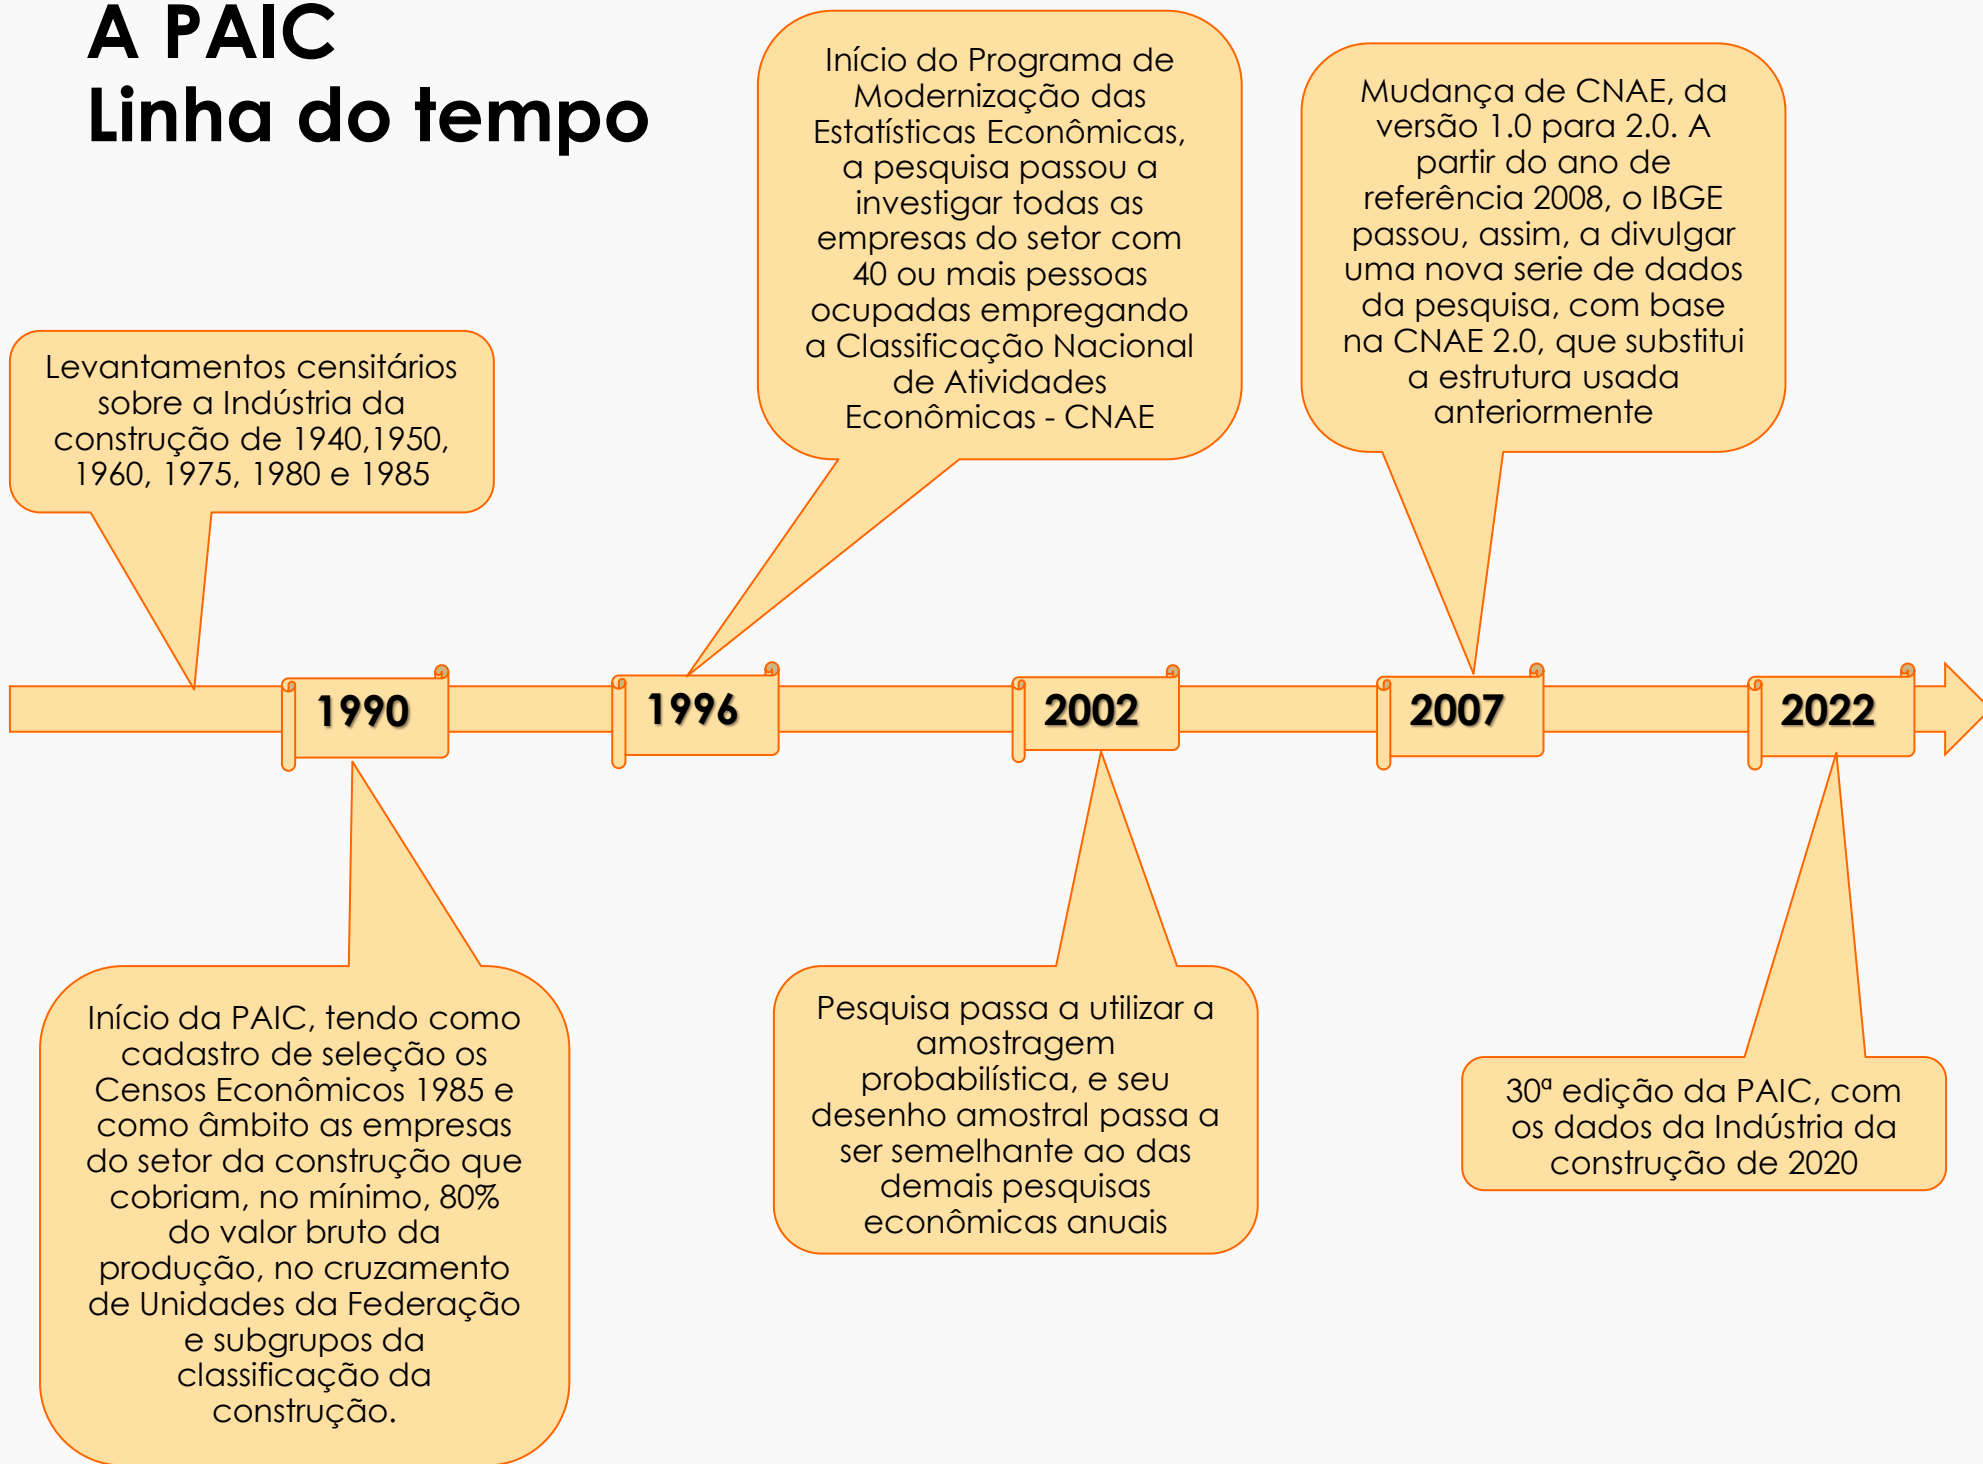 A PAIC
Linha do tempo
Levantamentos censitários
sobre a Indústria da
construção de 1940,1950,
1960, 1975, 1980 e 1985
Início do Programa de
Modernização das
Estatísticas Econômicas,
a pesquisa passou a
investigar todas as
empresas do setor com
40 ou mais pessoas
ocupadas empregando
a Classificação Nacional
de Atividades
Econômicas - CNAE
Mudança de CNAE, da
versão 1.0 para 2.0. A
partir do ano de
referência 2008, o IBGE
passou, assim, a divulgar
uma nova serie de dados
da pesquisa, com base
na CNAE 2.0, que substitui
a estrutura usada
anteriormente
1990
1996
2002
2007
2022
Início da PAIC, tendo como
cadastro de seleção os
Censos Econômicos 1985 e
como âmbito as empresas
do setor da construção que
cobriam, no mínimo, 80%
do valor bruto da
produção, no cruzamento
de Unidades da Federação
e subgrupos da
classificação da
construção.
Pesquisa passa a utilizar a
amostragem
probabilística, e seu
desenho amostral passa a
ser semelhante ao das
demais pesquisas
econômicas anuais
30ª edição da PAIC, com
os dados da Indústria da
construção de 2020